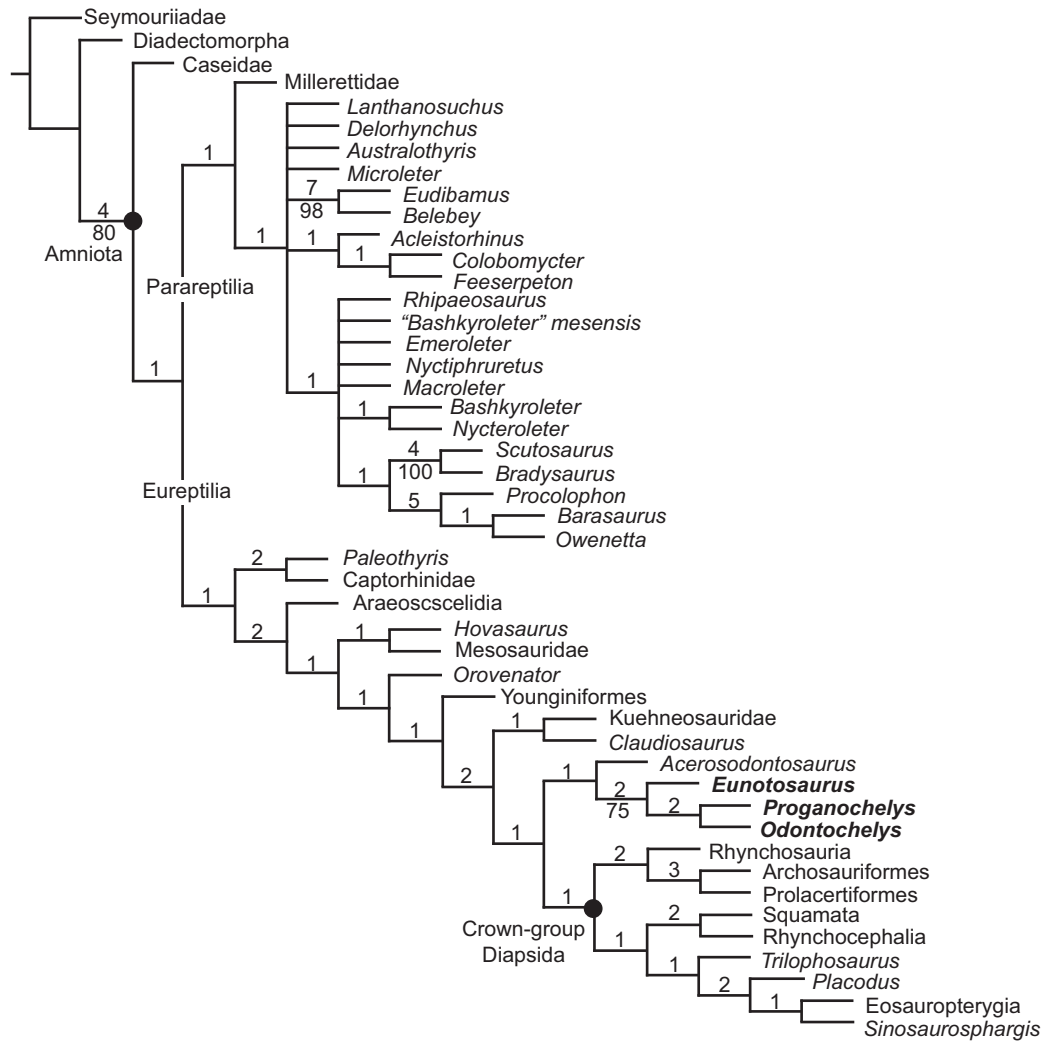 Seymouriidae
Diadectomorpha
Caseidae
Millerettidae
Lanthanosuchus
Delorhynchus
Australothyris
1
Microleter
7
Eudibamus
98
4
Belebey
80
1
1
Acleistorhinus
Amniota
1
Colobomycter
Feeserpeton
Parareptilia
Rhipaeosaurus
“Bashkyroleter” mesensis
Emeroleter
Nyctiphruretus
1
1
Macroleter
1
Bashkyroleter
Nycteroleter
4
Scutosaurus
1
100
Bradysaurus
Eureptilia
5
Procolophon
1
Barasaurus
Owenetta
2
Paleothyris
Captorhinidae
1
Araeoscscelidia
2
1
Hovasaurus
Mesosauridae
1
Orovenator
1
Younginiformes
1
1
Kuehneosauridae
Claudiosaurus
2
1
Acerosodontosaurus
2
Eunotosaurus
75
2
Proganochelys
1
Odontochelys
2
Rhynchosauria
3
Archosauriformes
1
Prolacertiformes
Crown-group
Diapsida
2
Squamata
1
Rhynchocephalia
1
Trilophosaurus
2
Placodus
1
Eosauropterygia
Sinosaurosphargis